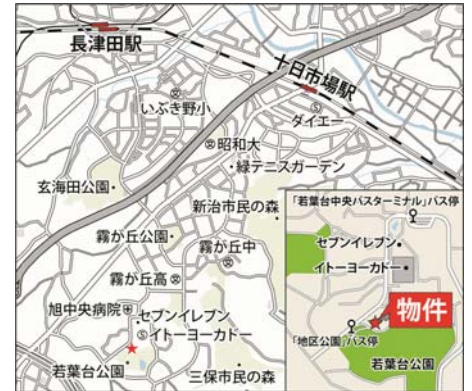 長津田駅
十日市場駅
いぶき野小
ダイエー
昭和大
緑テニスガーデン
玄海田公園
新治市民の森
霧が丘公園
霧が丘中
霧が丘高
旭中央病院
セブンイレブン
イトーヨーカドー
若葉台公園
三保市民の森
「若葉台中央バスターミナル」バス停
セブンイレブン
イトーヨーカドー
物件
「地区公園」バス停
若葉台公園